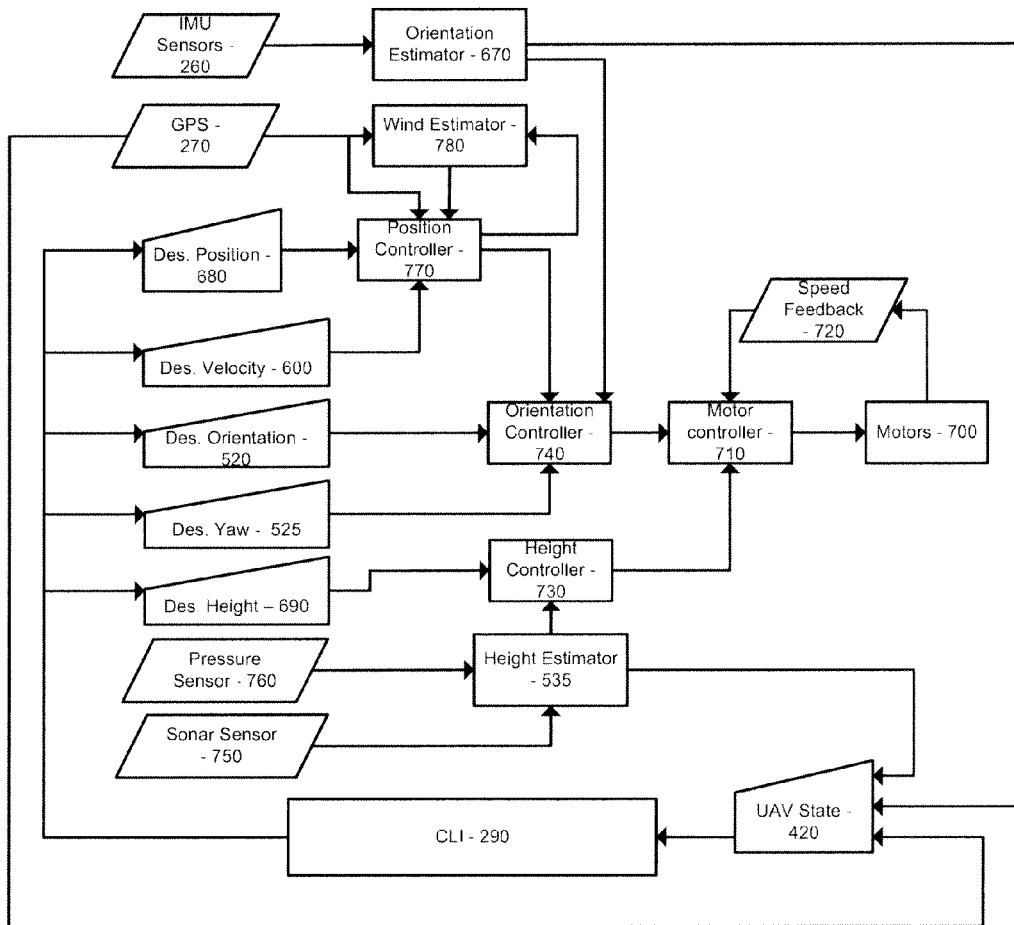 IMU
Sensors -
260
Orientation
Estimator - 670
GPS -
270
Wind Estimator -
780
Des. Position -
680
Position
Controller -
770
Speed
Feedback
- 720
Des. Velocity - 600
Des. Orientation -
520
Orientation
Controller -
740
Motor
controller -
710
Motors - 700
Des. Yaw - 525
Des. Height – 690
Height
Controller -
730
Pressure
Sensor - 760
Height Estimator
- 535
Sonar Sensor
- 750
CLI - 290
UAV State -
420